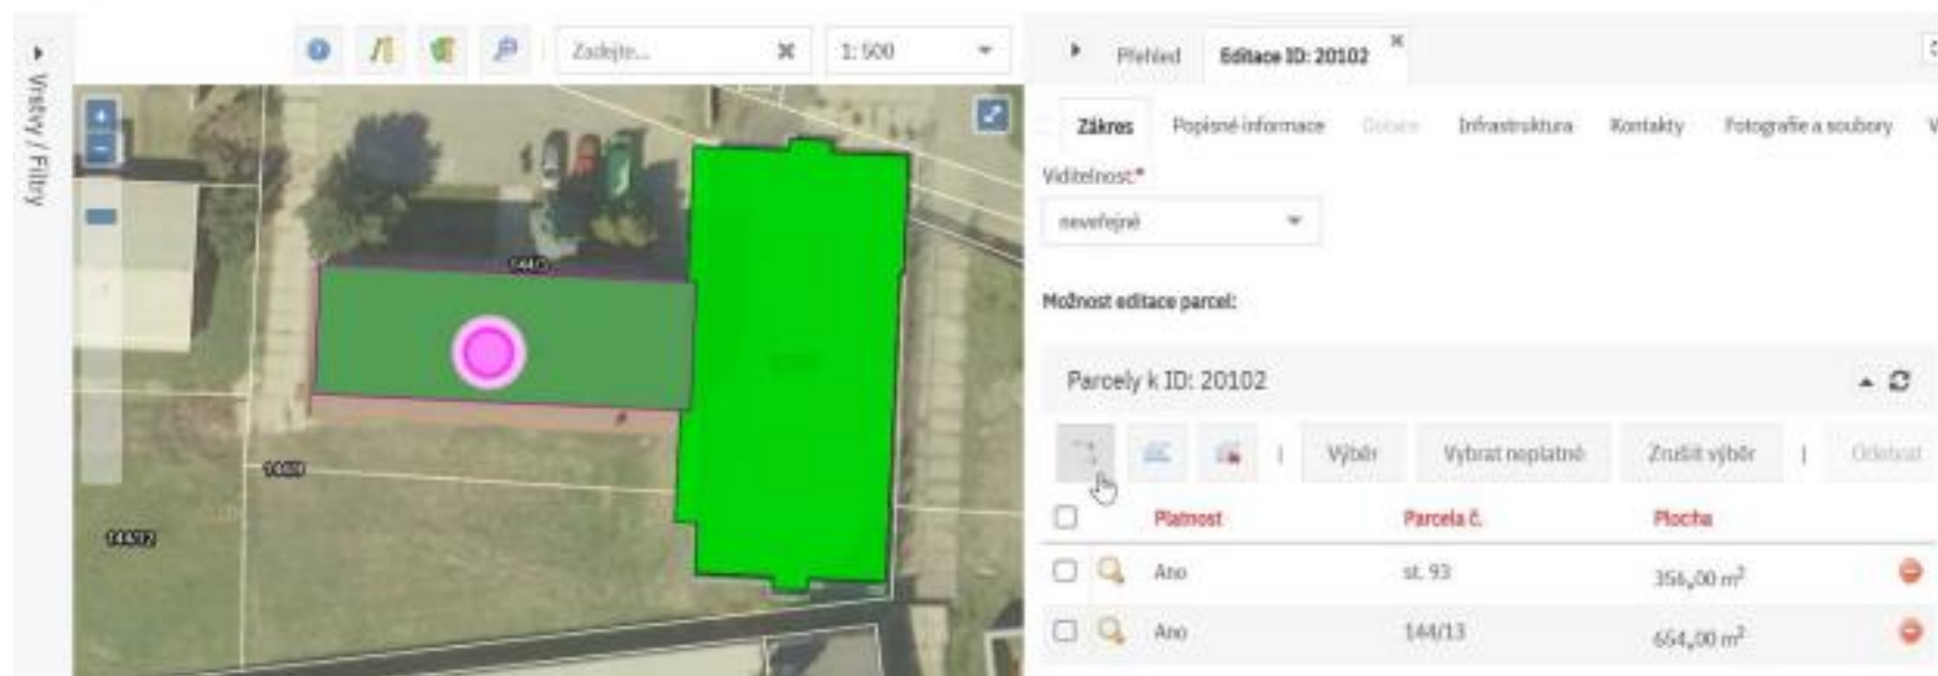 Vrstvy / Filtry
Zadejte...
1: 500
Přehled
Editace ID: 20102
Zákres
Popisné informace
Dotace
Infrastruktura
Kontakty
Fotografie a soubory
V
Viditelnost:*
neveřejné
Možnost editace parcel:
Parcely k ID: 20102
Výběr
Vybrat neplatné
Zrušit výběr
Odebrat
Platnost
Parcela č.
Plocha
Ano
st. 93
356,00 m²
Ano
144/13
654,00 m²